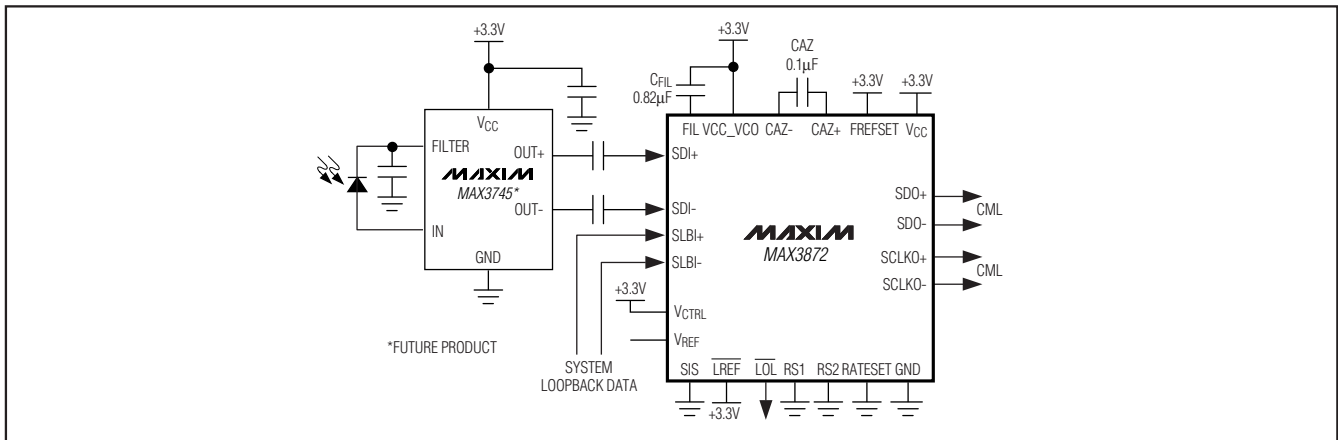 +3.3V
+3.3V
CAZ
0.1µF
CFIL
0.82µF
+3.3V
+3.3V
VCC
FILTER
OUT+
MAXIM
MAX3745*
OUT-
IN
GND
FIL
VCC_VCO
CAZ-
CAZ+
FREFSET
VCC
SDI+
SDI-
SLBI+
SLBI-
+3.3V
VCTRL
VREF
MAXIM
MAX3872
SDO+
SDO-
CML
SCLKO+
SCLKO-
CML
SIS
LREF
LOL
RS1
RS2
RATESET
GND
+3.3V
*FUTURE PRODUCT
SYSTEM
LOOPBACK DATA